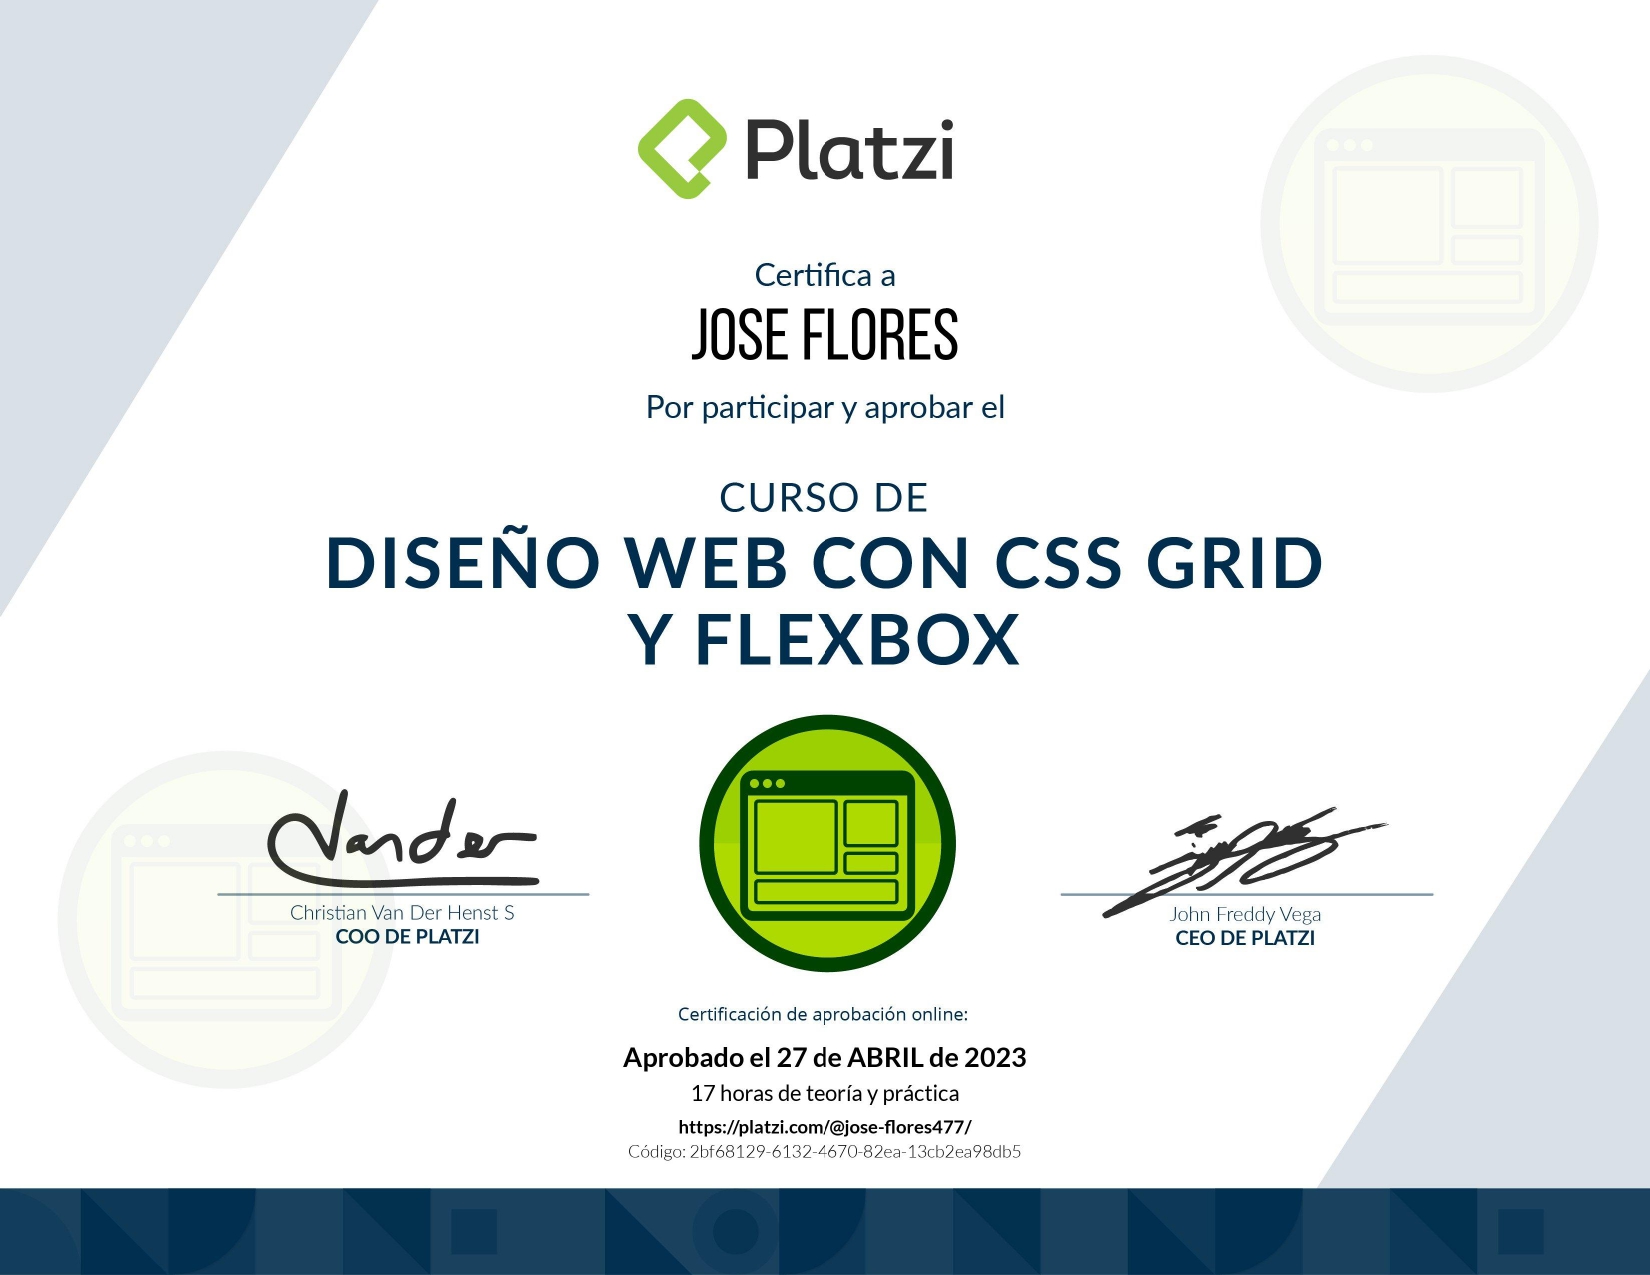 Platzi
Certifica a
JOSE FLORES
Por participar y aprobar el
CURSO DE
DISEÑO WEB CON CSS GRID
Y FLEXBOX
Vander
Christian Van Der Henst S
COO DE PLATZI
John Freddy Vega
CEO DE PLATZI
Certificación de aprobación online:
Aprobado el 27 de ABRIL de 2023
17 horas de teoría y práctica
https://platzi.com/@jose-flores477/
Código: 2bf68129-6132-4670-82ea-13cb2ea98db5